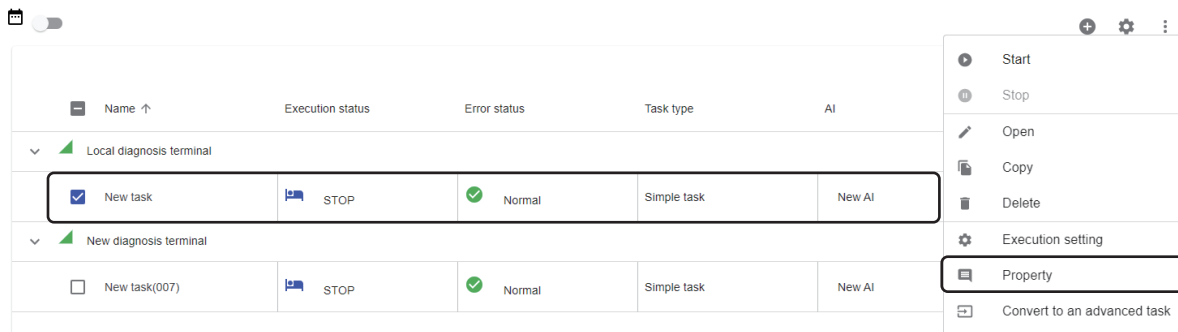 Start
Stop
Name Execution status Error status Task type AI
Open
Local diagnosis terminal
Copy
New task STOP Normal Simple task New AI
Delete
New diagnosis terminal
Execution setting
Property
New task(007) STOP Normal Simple task New AI
Convert to an advanced task